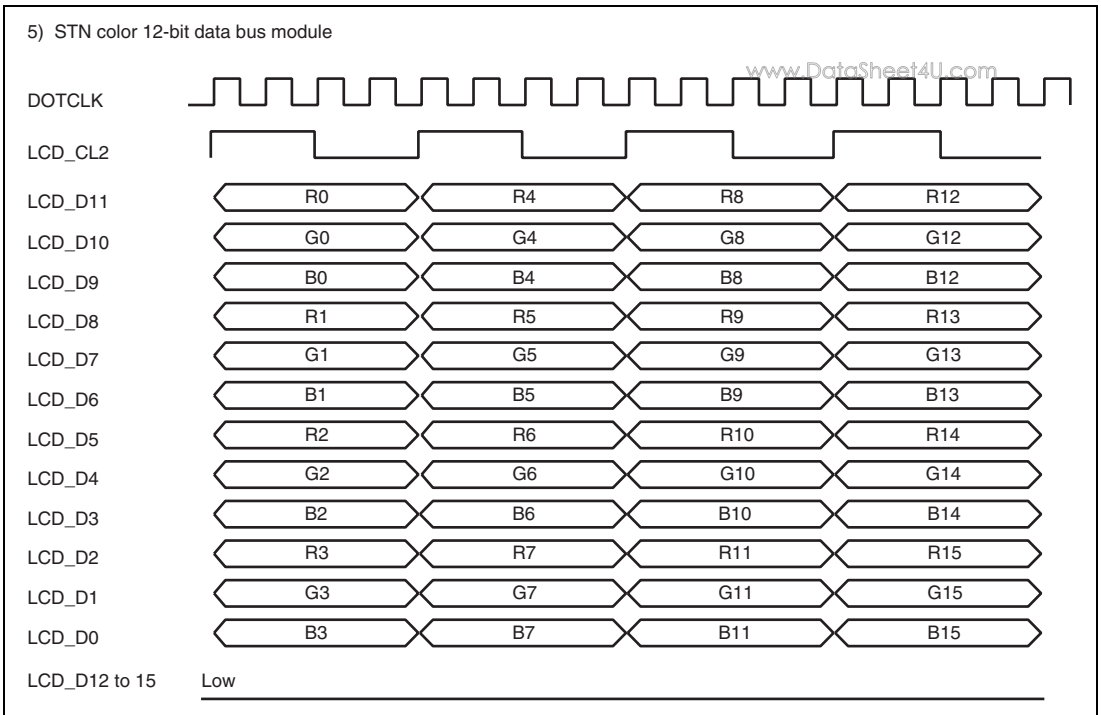 5) STN color 12-bit data bus module
www.DataSheet4U.com
DOTCLK
LCD_CL2
LCD_D11 R0 R4 R8 R12
LCD_D10 G0 G4 G8 G12
LCD_D9 B0 B4 B8 B12
LCD_D8 R1 R5 R9 R13
LCD_D7 G1 G5 G9 G13
LCD_D6 B1 B5 B9 B13
LCD_D5 R2 R6 R10 R14
LCD_D4 G2 G6 G10 G14
LCD_D3 B2 B6 B10 B14
LCD_D2 R3 R7 R11 R15
LCD_D1 G3 G7 G11 G15
LCD_D0 B3 B7 B11 B15
LCD_D12 to 15 Low